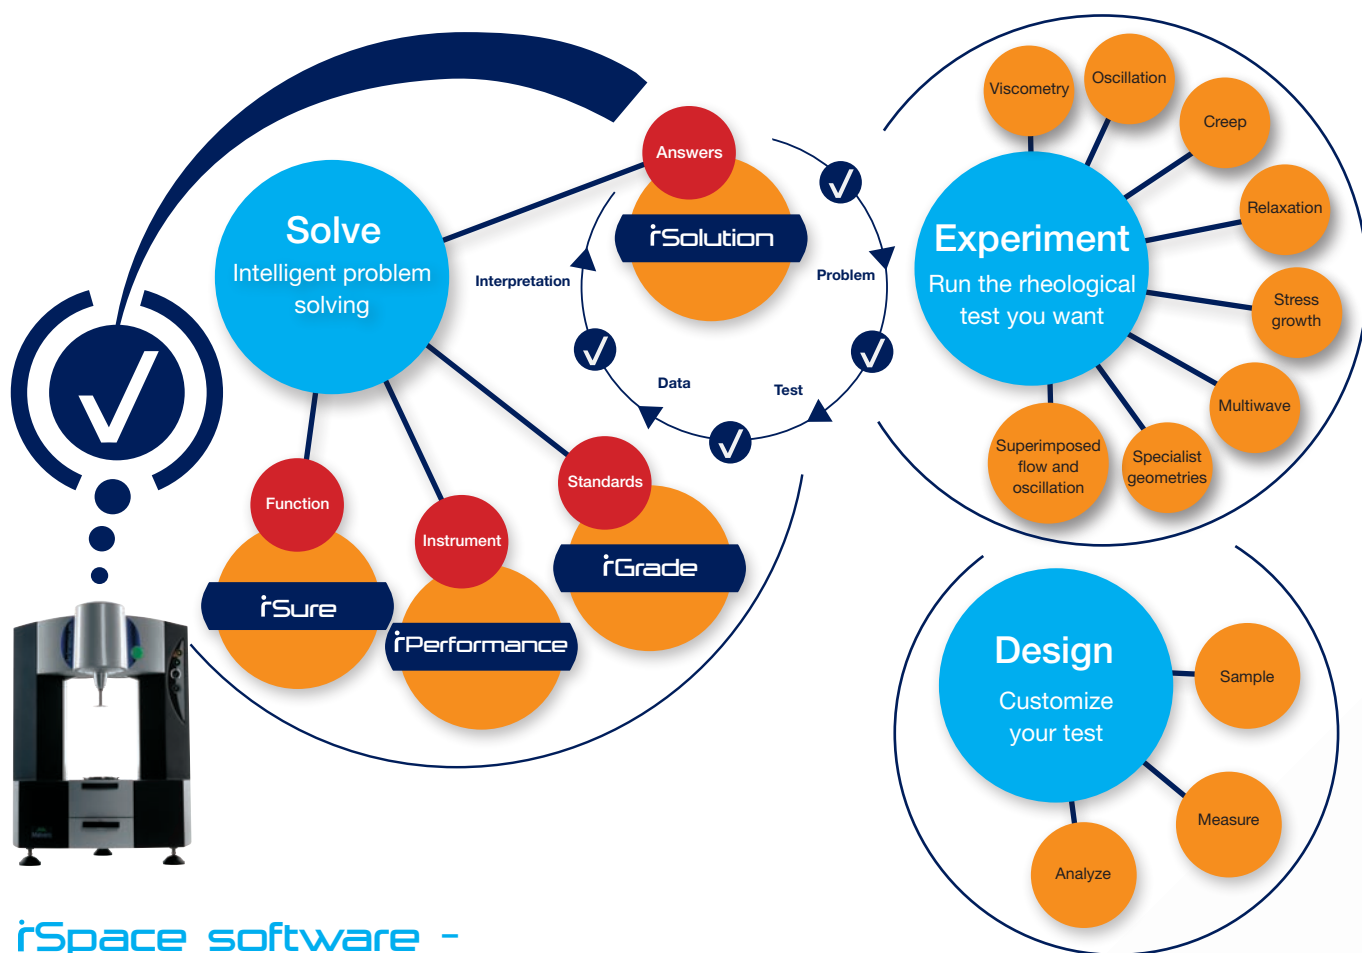 Solve
Intelligent problem
solving
Answers
rSolution
Interpretation
Problem
Data
Test
Function
rSure
Instrument
rPerformance
Standards
rGrade
Experiment
Run the rheological
test you want
Viscometry
Oscillation
Creep
Relaxation
Stress
growth
Multiwave
Specialist
geometries
Superimposed
flow and
oscillation
Design
Customize
your test
Sample
Measure
Analyze
rSpace software -